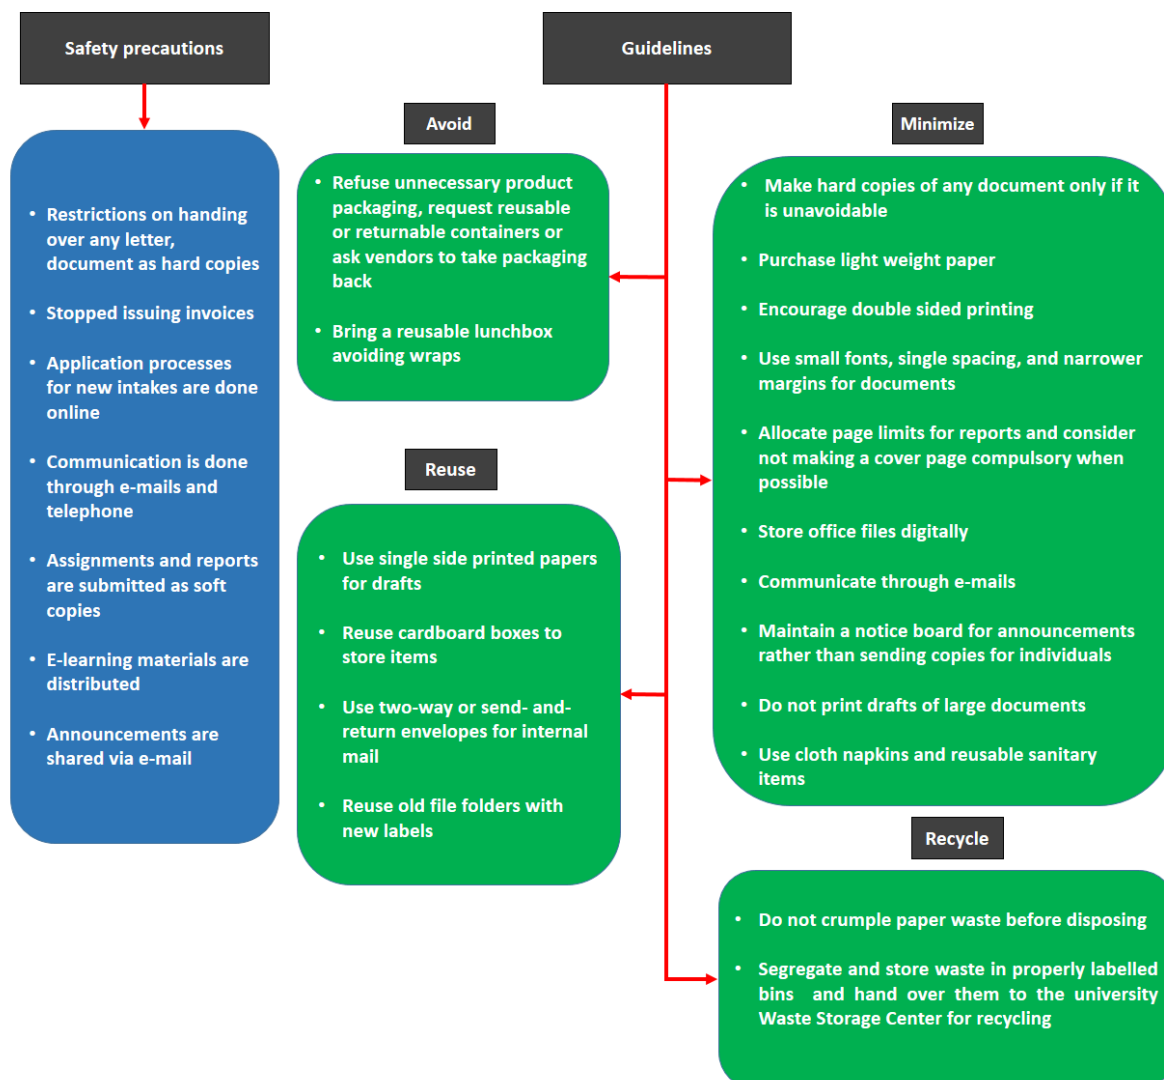 Safety precautions
• Restrictions on handing
over any letter,
document as hard copies
• Stopped issuing invoices
• Application processes
for new intakes are done
online
• Communication is done
through e-mails and
telephone
• Assignments and reports
are submitted as soft
copies
• E-learning materials are
distributed
• Announcements are
shared via e-mail
Guidelines
Avoid
• Refuse unnecessary product
packaging, request reusable
or returnable containers or
ask vendors to take packaging
back
• Bring a reusable lunchbox
avoiding wraps
Reuse
• Use single side printed papers
for drafts
• Reuse cardboard boxes to
store items
• Use two-way or send- and-
return envelopes for internal
mail
• Reuse old file folders with
new labels
Minimize
• Make hard copies of any document only if it
is unavoidable
• Purchase light weight paper
• Encourage double sided printing
• Use small fonts, single spacing, and narrower
margins for documents
• Allocate page limits for reports and consider
not making a cover page compulsory when
possible
• Store office files digitally
• Communicate through e-mails
• Maintain a notice board for announcements
rather than sending copies for individuals
• Do not print drafts of large documents
• Use cloth napkins and reusable sanitary
items
Recycle
• Do not crumple paper waste before disposing
• Segregate and store waste in properly labelled
bins and hand over them to the university
Waste Storage Center for recycling